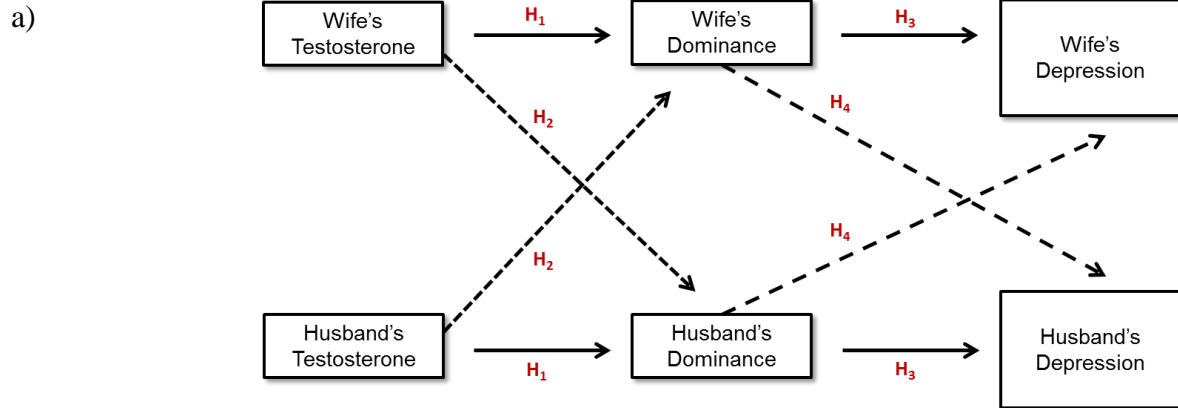 a)
H₁
H₃
Wife's
Testosterone
Wife's
Dominance
Wife's
Depression
H₂
H₄
H₂
H₄
Husband's
Testosterone
Husband's
Dominance
Husband's
Depression
H₁
H₃